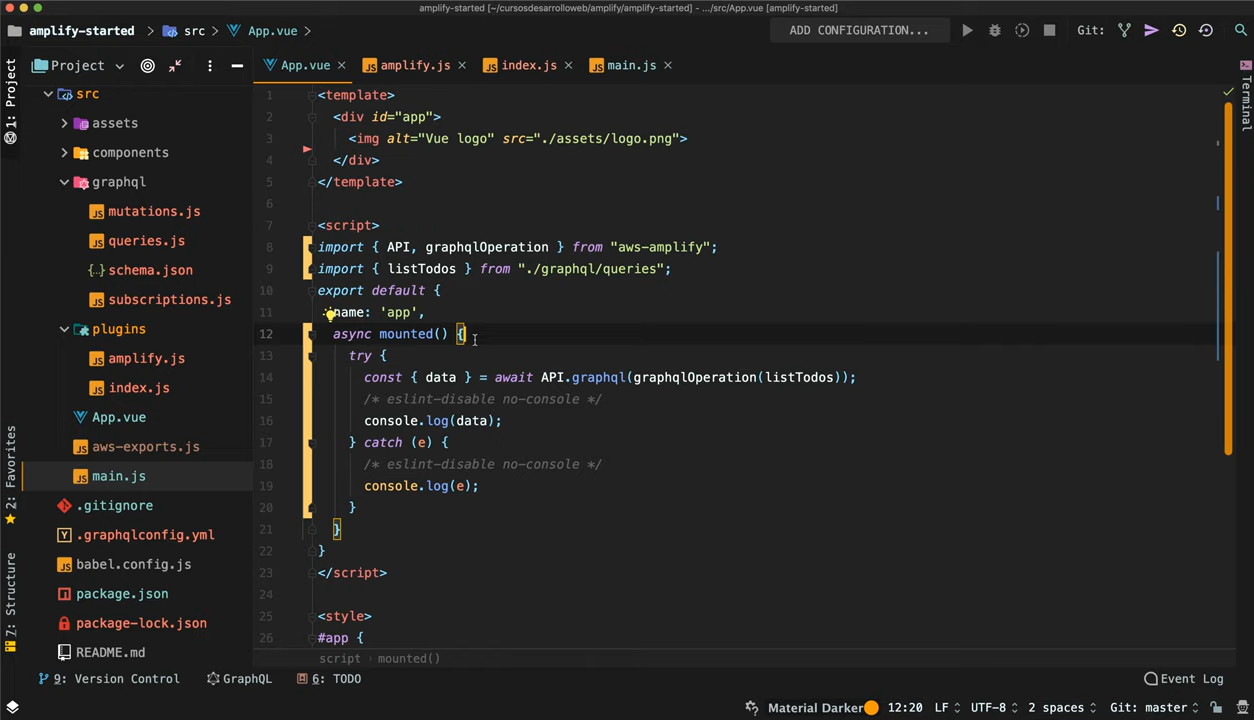 amplify-started [~/cursosdesarrolloweb/amplify/amplify-started] - .../src/App.vue [amplify-started]
amplify-started
src
App.vue
ADD CONFIGURATION...
Git:
1: Project
Project
App.vue
amplify.js
index.js
main.js
Terminal
src
assets
components
graphql
mutations.js
queries.js
schema.json
subscriptions.js
plugins
amplify.js
index.js
App.vue
aws-exports.js
main.js
.gitignore
.graphqlconfig.yml
babel.config.js
package.json
package-lock.json
README.md
2: Favorites
7: Structure
1 <template>
2 <div id="app">
3 <img alt="Vue logo" src="./assets/logo.png">
4 </div>
5 </template>
6
7 <script>
8 import { API, graphqlOperation } from "aws-amplify";
9 import { listTodos } from "./graphql/queries";
10 export default {
11 name: 'app',
12 async mounted() {
13 try {
14 const { data } = await API.graphql(graphqlOperation(listTodos));
15 /* eslint-disable no-console */
16 console.log(data);
17 } catch (e) {
18 /* eslint-disable no-console */
19 console.log(e);
20 }
21 }
22 }
23 </script>
24
25 <style>
26 #app {
script › mounted()
9: Version Control
GraphQL
6: TODO
Event Log
Material Darker
12:20
LF
UTF-8
2 spaces
Git: master